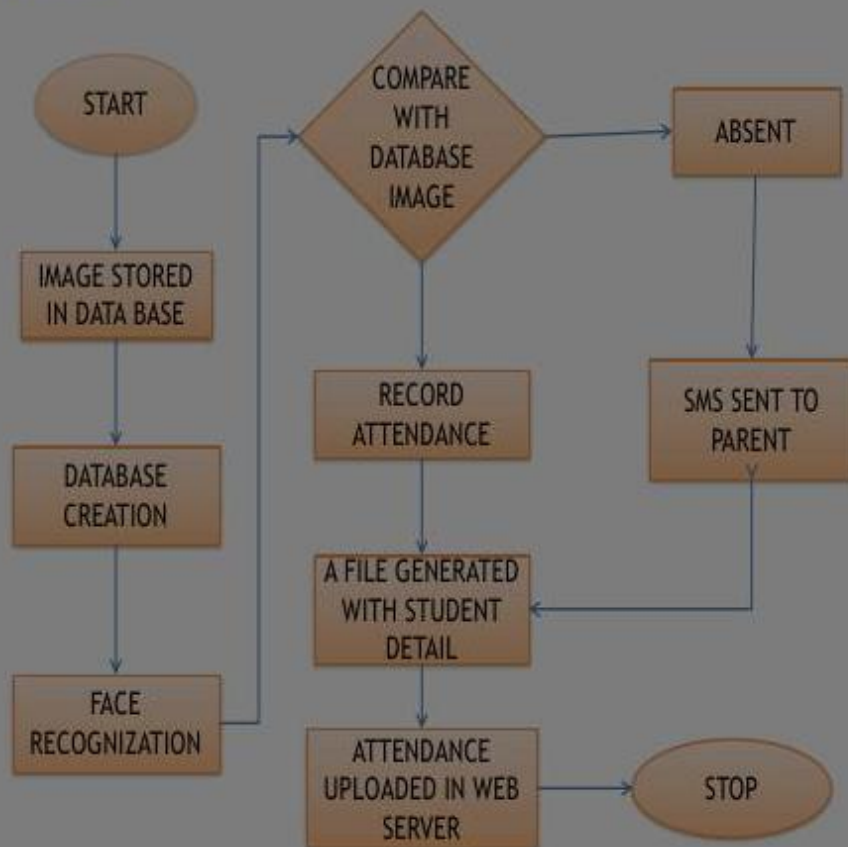 START
IMAGE STORED
IN DATA BASE
DATABASE
CREATION
FACE
RECOGNIZATION
COMPARE
WITH
DATABASE
IMAGE
RECORD
ATTENDANCE
A FILE GENERATED
WITH STUDENT
DETAIL
ATTENDANCE
UPLOADED IN WEB
SERVER
ABSENT
SMS SENT TO
PARENT
STOP